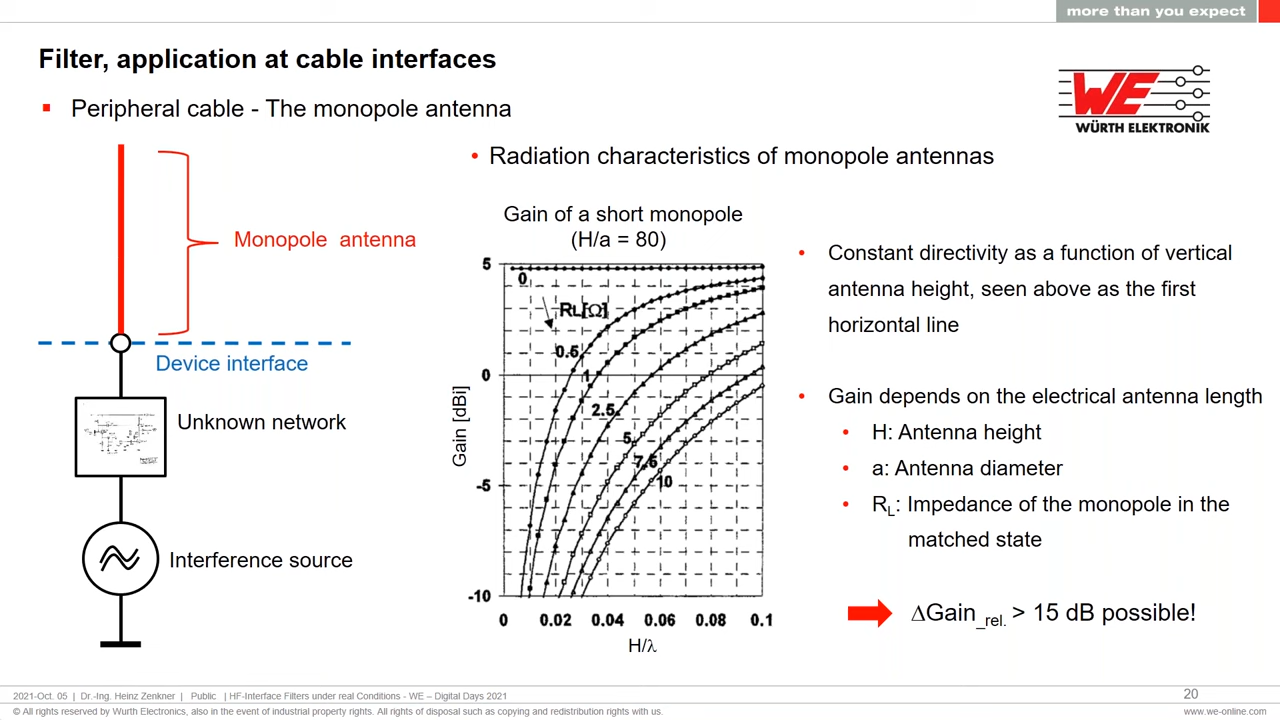 more than you expect
Filter, application at cable interfaces
WE
WÜRTH ELEKTRONIK
▪ Peripheral cable - The monopole antenna
Monopole antenna
Device interface
Unknown network
Interference source
• Radiation characteristics of monopole antennas
Gain of a short monopole
(H/a = 80)
Gain [dBi]
5
0
-5
-10
0
RL[Ω]
0.5
1
2.5
5
7.5
10
0 0.02 0.04 0.06 0.08 0.1
H/λ
• Constant directivity as a function of vertical
antenna height, seen above as the first
horizontal line
• Gain depends on the electrical antenna length
• H: Antenna height
• a: Antenna diameter
• RL: Impedance of the monopole in the
matched state
ΔGain_rel. > 15 dB possible!
2021-Oct. 05 | Dr.-Ing. Heinz Zenkner | Public | HF-Interface Filters under real Conditions - WE – Digital Days 2021
20
© All rights reserved by Wurth Electronics, also in the event of industrial property rights. All rights of disposal such as copying and redistribution rights with us.
www.we-online.com